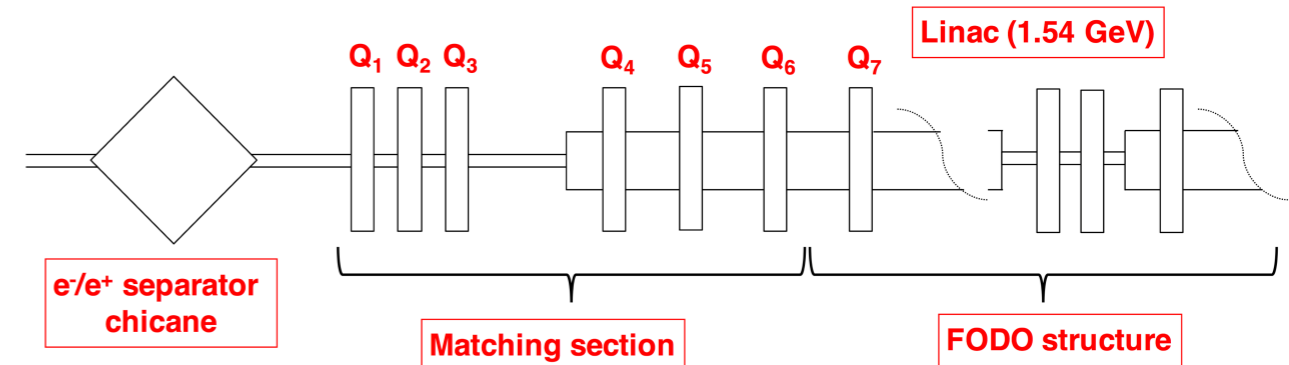 Linac (1.54 GeV)
Q₁ Q₂ Q₃ Q₄ Q₅ Q₆ Q₇
e⁻/e⁺ separator
chicane
Matching section
FODO structure